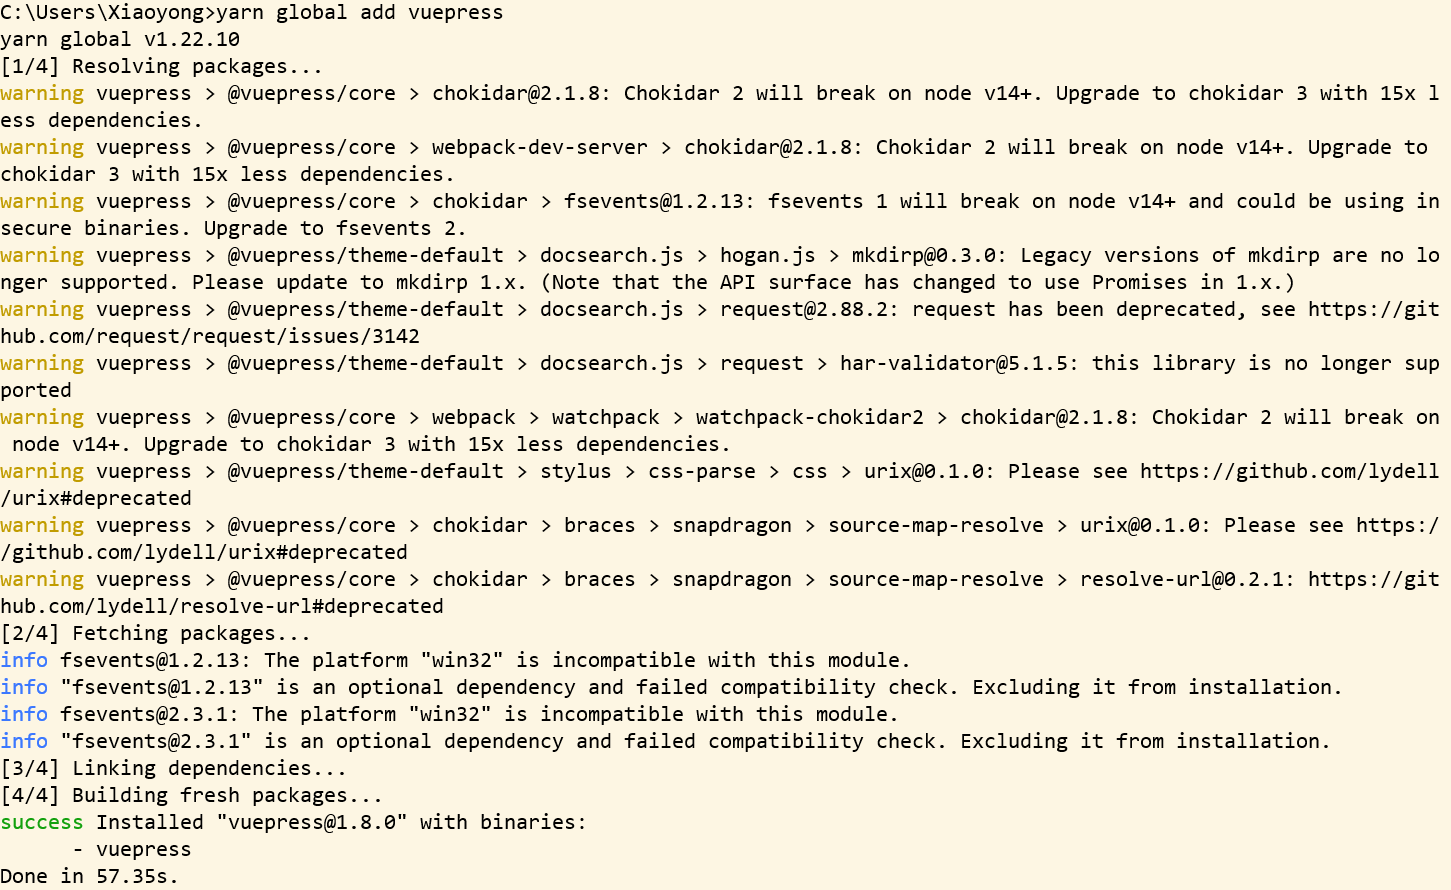 C:\Users\Xiaoyong>yarn global add vuepress
yarn global v1.22.10
[1/4] Resolving packages...
warning vuepress > @vuepress/core > chokidar@2.1.8: Chokidar 2 will break on node v14+. Upgrade to chokidar 3 with 15x l
ess dependencies.
warning vuepress > @vuepress/core > webpack-dev-server > chokidar@2.1.8: Chokidar 2 will break on node v14+. Upgrade to
chokidar 3 with 15x less dependencies.
warning vuepress > @vuepress/core > chokidar > fsevents@1.2.13: fsevents 1 will break on node v14+ and could be using in
secure binaries. Upgrade to fsevents 2.
warning vuepress > @vuepress/theme-default > docsearch.js > hogan.js > mkdirp@0.3.0: Legacy versions of mkdirp are no lo
nger supported. Please update to mkdirp 1.x. (Note that the API surface has changed to use Promises in 1.x.)
warning vuepress > @vuepress/theme-default > docsearch.js > request@2.88.2: request has been deprecated, see https://git
hub.com/request/request/issues/3142
warning vuepress > @vuepress/theme-default > docsearch.js > request > har-validator@5.1.5: this library is no longer sup
ported
warning vuepress > @vuepress/core > webpack > watchpack > watchpack-chokidar2 > chokidar@2.1.8: Chokidar 2 will break on
 node v14+. Upgrade to chokidar 3 with 15x less dependencies.
warning vuepress > @vuepress/theme-default > stylus > css-parse > css > urix@0.1.0: Please see https://github.com/lydell
/urix#deprecated
warning vuepress > @vuepress/core > chokidar > braces > snapdragon > source-map-resolve > urix@0.1.0: Please see https:/
/github.com/lydell/urix#deprecated
warning vuepress > @vuepress/core > chokidar > braces > snapdragon > source-map-resolve > resolve-url@0.2.1: https://git
hub.com/lydell/resolve-url#deprecated
[2/4] Fetching packages...
info fsevents@1.2.13: The platform "win32" is incompatible with this module.
info "fsevents@1.2.13" is an optional dependency and failed compatibility check. Excluding it from installation.
info fsevents@2.3.1: The platform "win32" is incompatible with this module.
info "fsevents@2.3.1" is an optional dependency and failed compatibility check. Excluding it from installation.
[3/4] Linking dependencies...
[4/4] Building fresh packages...
success Installed "vuepress@1.8.0" with binaries:
      - vuepress
Done in 57.35s.